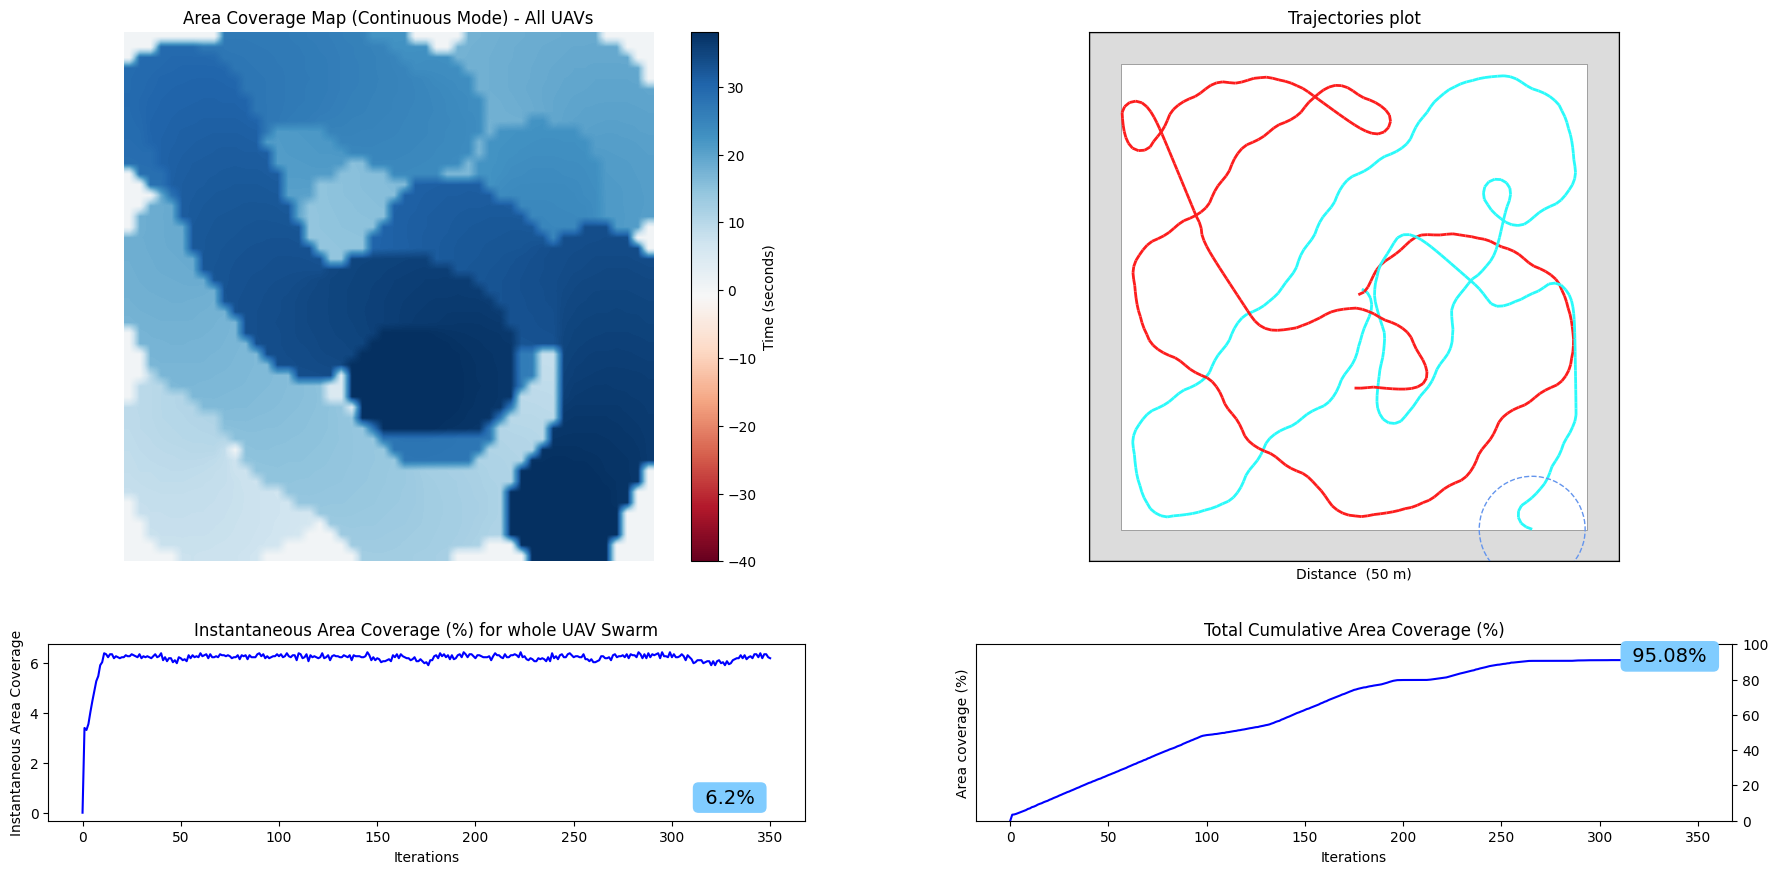 Area Coverage Map (Continuous Mode) - All UAVs
30
20
10
0
−10
−20
−30
−40
Time (seconds)
Trajectories plot
Distance  (50 m)
Instantaneous Area Coverage (%) for whole UAV Swarm
Instantaneous Area Coverage
6
4
2
0
6.2%
0 50 100 150 200 250 300 350
Iterations
Total Cumulative Area Coverage (%)
Area coverage (%)
95.08%
100
80
60
40
20
0
0 50 100 150 200 250 300 350
Iterations